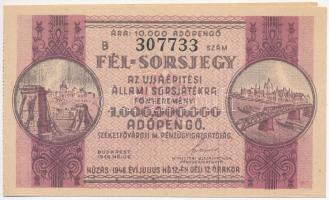 ÁRA: 10.000 ADÓPENGŐ
B 307733 SZÁM
FÉL-SORSJEGY
AZ UJJÁÉPÍTÉSI
ÁLLAMI SORSJÁTÉKRA
FŐNYEREMÉNY
ADÓPENGŐ
SZÉKESFŐVÁROSI M. PÉNZÜGYIGAZGATÓSÁG
BUDAPEST
1946 MÁJUS
HÚZÁS: 1946. ÉVI JÚLIUS HÓ 12-ÉN DÉLI 12 ÓRAKOR